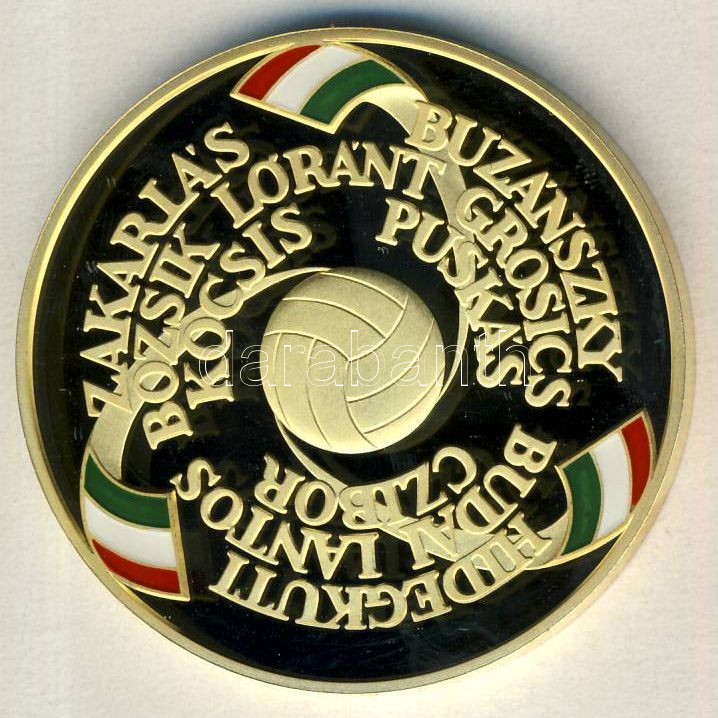 ZAKARIÁS
BOZSIK LÓRÁNT
KOCSIS
BUZÁNSZKY
GROSICS
PUSKÁS
HIDEGKUTI
BUDAI LANTOS
CZIBOR
darabanth